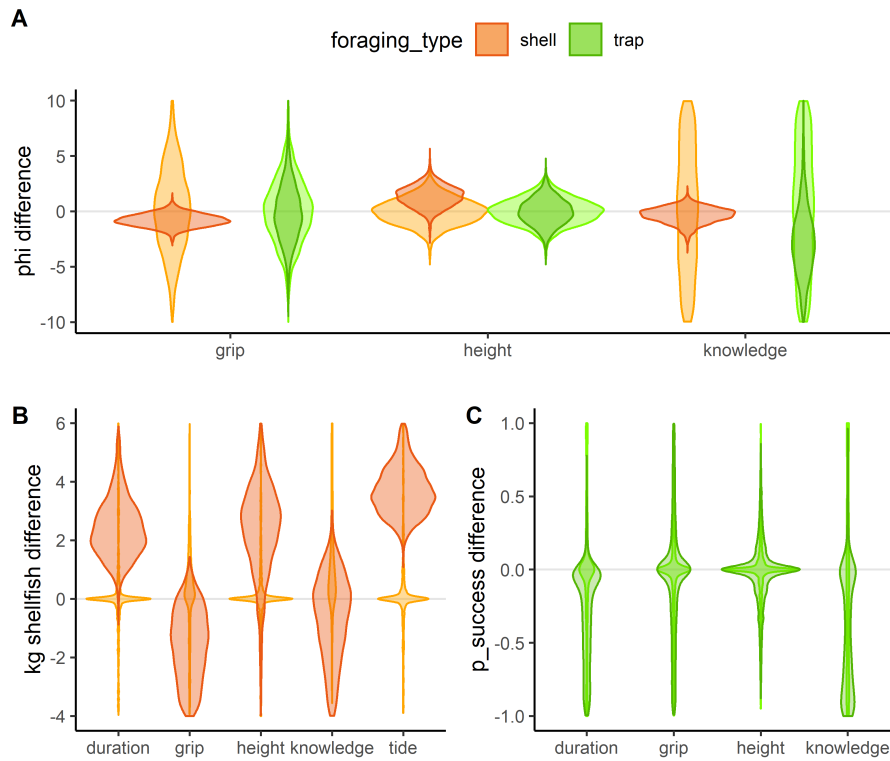 A
foraging_type shell trap
phi difference
10
5
0
-5
-10
grip height knowledge
B
kg shellfish difference
6
4
2
0
-2
-4
duration grip height knowledge tide
C
p_success difference
1.0
0.5
0.0
-0.5
-1.0
duration grip height knowledge